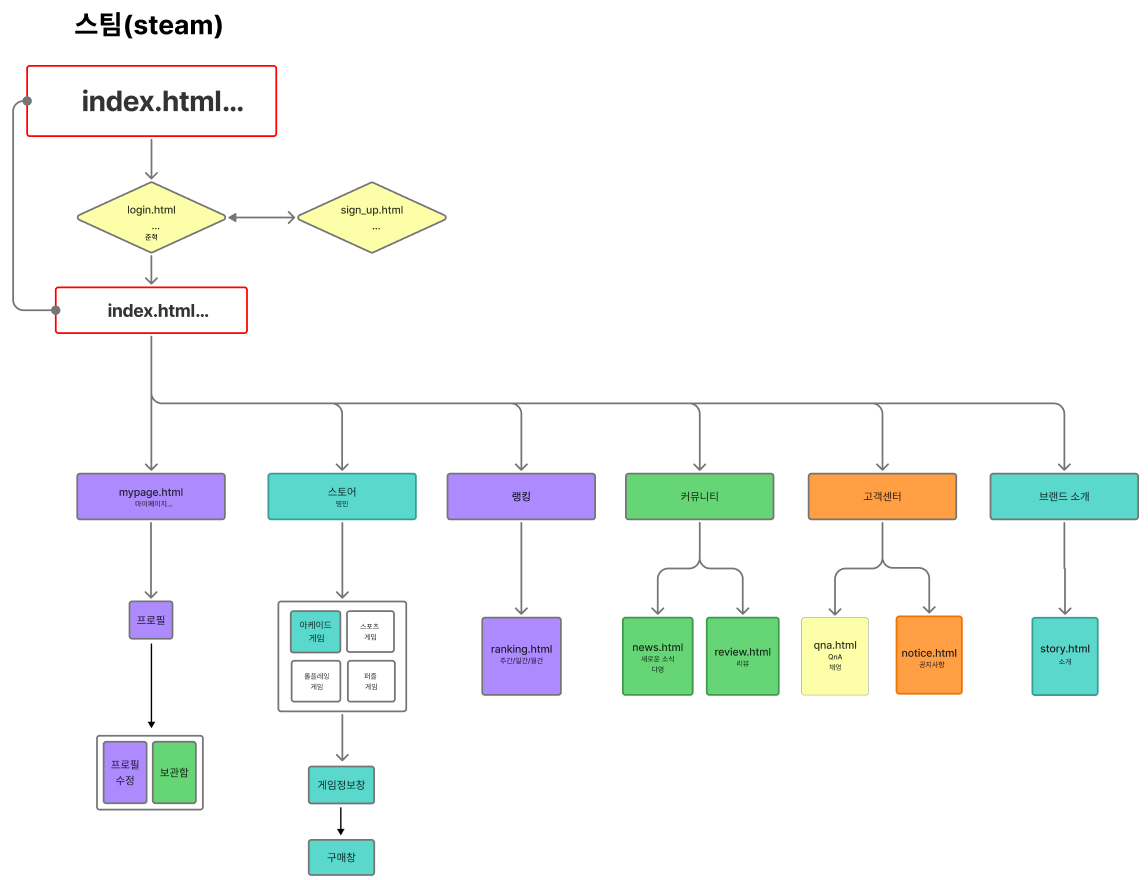 스팀(steam)
index.html...
login.html
...
준혁
sign_up.html
...
index.html...
mypage.html
마이페이지...
스토어
영민
랭킹
커뮤니티
고객센터
브랜드 소개
프로필
아케이드
게임
스포츠
게임
롤플레잉
게임
퍼즐
게임
ranking.html
주간/일간/월간
news.html
새로운 소식
다영
review.html
리뷰
qna.html
QnA
재영
notice.html
공지사항
story.html
소개
프로필
수정
보관함
게임정보창
구매창